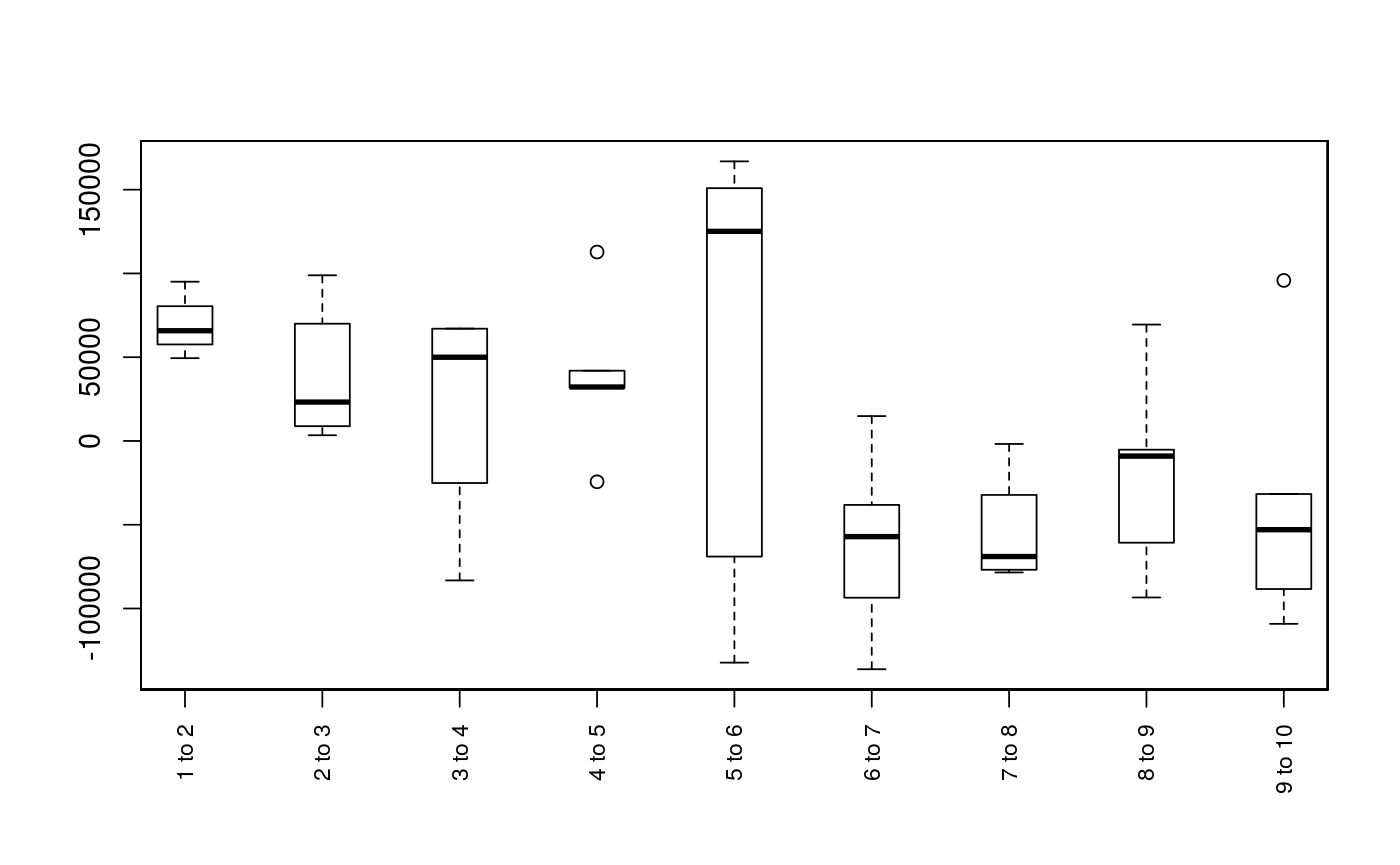 150000
50000
0
-100000
1 to 2
2 to 3
3 to 4
4 to 5
5 to 6
6 to 7
7 to 8
8 to 9
9 to 10